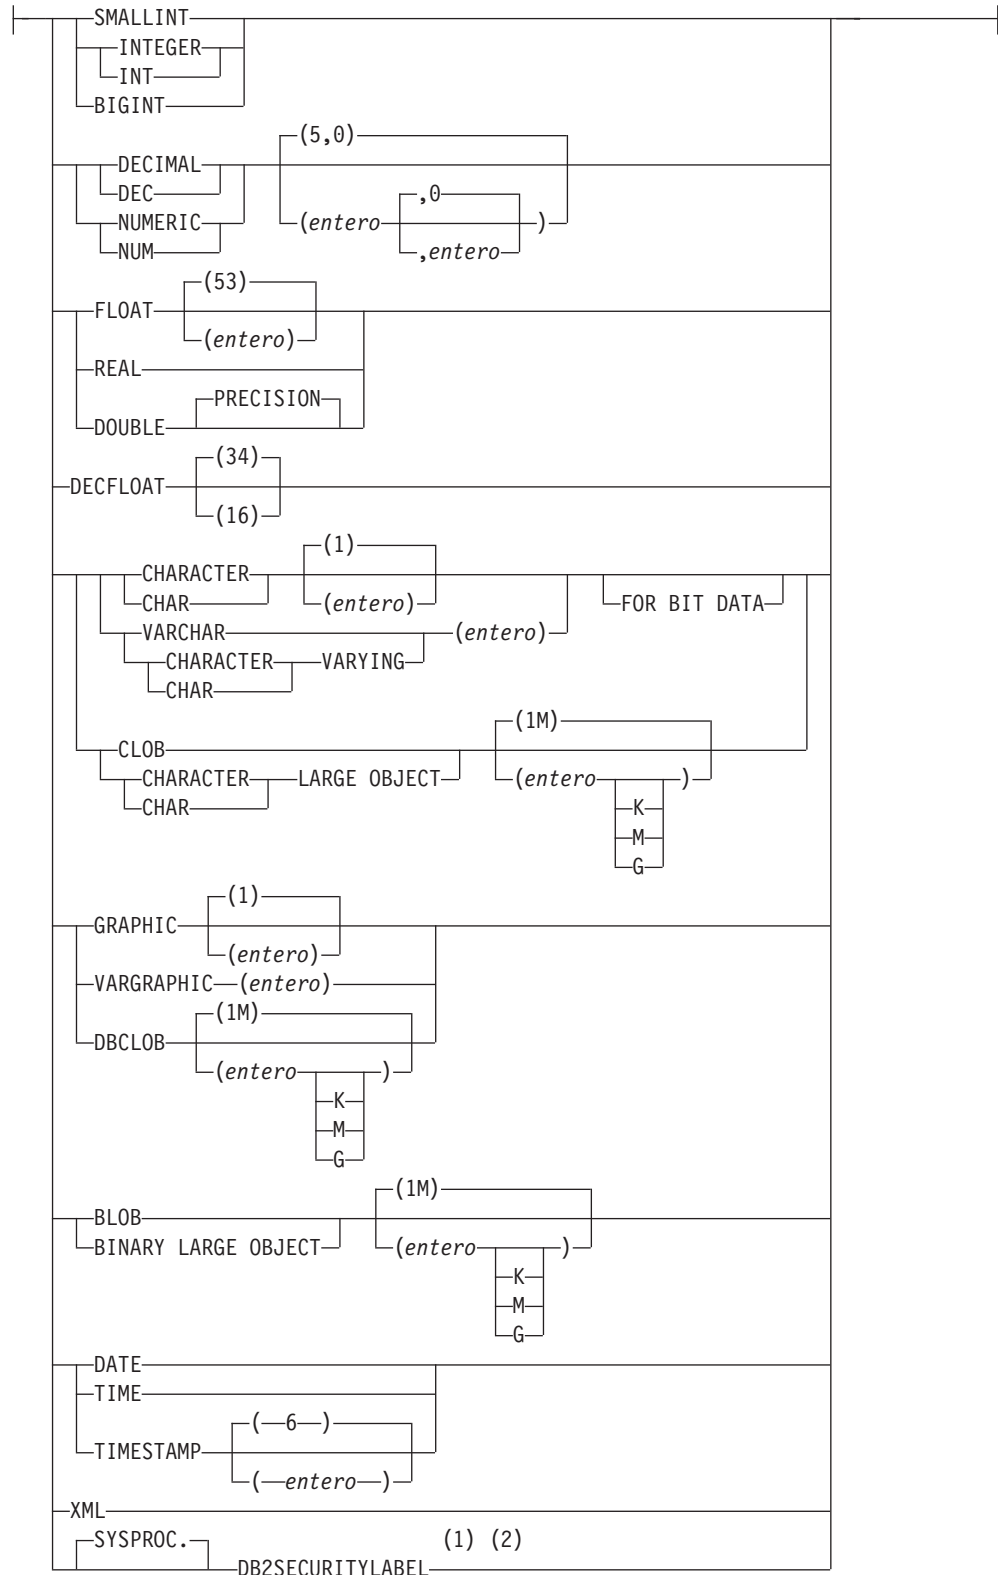 SMALLINT
INTEGER
INT
BIGINT
(5,0)
DECIMAL
DEC
,0
NUMERIC
(entero
)
NUM
,entero
(53)
FLOAT
(entero)
REAL
PRECISION
DOUBLE
(34)
DECFLOAT
(16)
(1)
CHARACTER
CHAR
(entero)
FOR BIT DATA
VARCHAR
(entero)
CHARACTER
VARYING
CHAR
(1M)
CLOB
CHARACTER
LARGE OBJECT
(entero
)
CHAR
K
M
G
(1)
GRAPHIC
(entero)
VARGRAPHIC
(entero)
(1M)
DBCLOB
(entero
)
K
M
G
(1M)
BLOB
BINARY LARGE OBJECT
(entero
)
K
M
G
DATE
TIME
( 6 )
TIMESTAMP
( entero )
XML
SYSPROC.
(1) (2)
DB2SECURITYLABEL